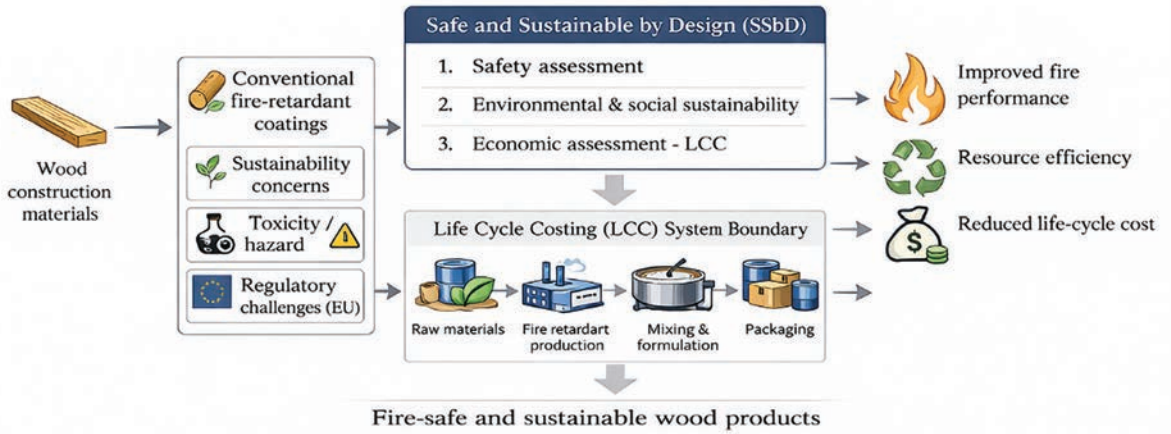 Wood
construction
materials
Conventional
fire-retardant
coatings
Sustainability
concerns
Toxicity /
hazard
Regulatory
challenges (EU)
Safe and Sustainable by Design (SSbD)
1. Safety assessment
2. Environmental & social sustainability
3. Economic assessment - LCC
Life Cycle Costing (LCC) System Boundary
Raw materials
Fire retardart
production
Mixing &
formulation
Packaging
Improved fire
performance
Resource efficiency
$
Reduced life-cycle cost
Fire-safe and sustainable wood products